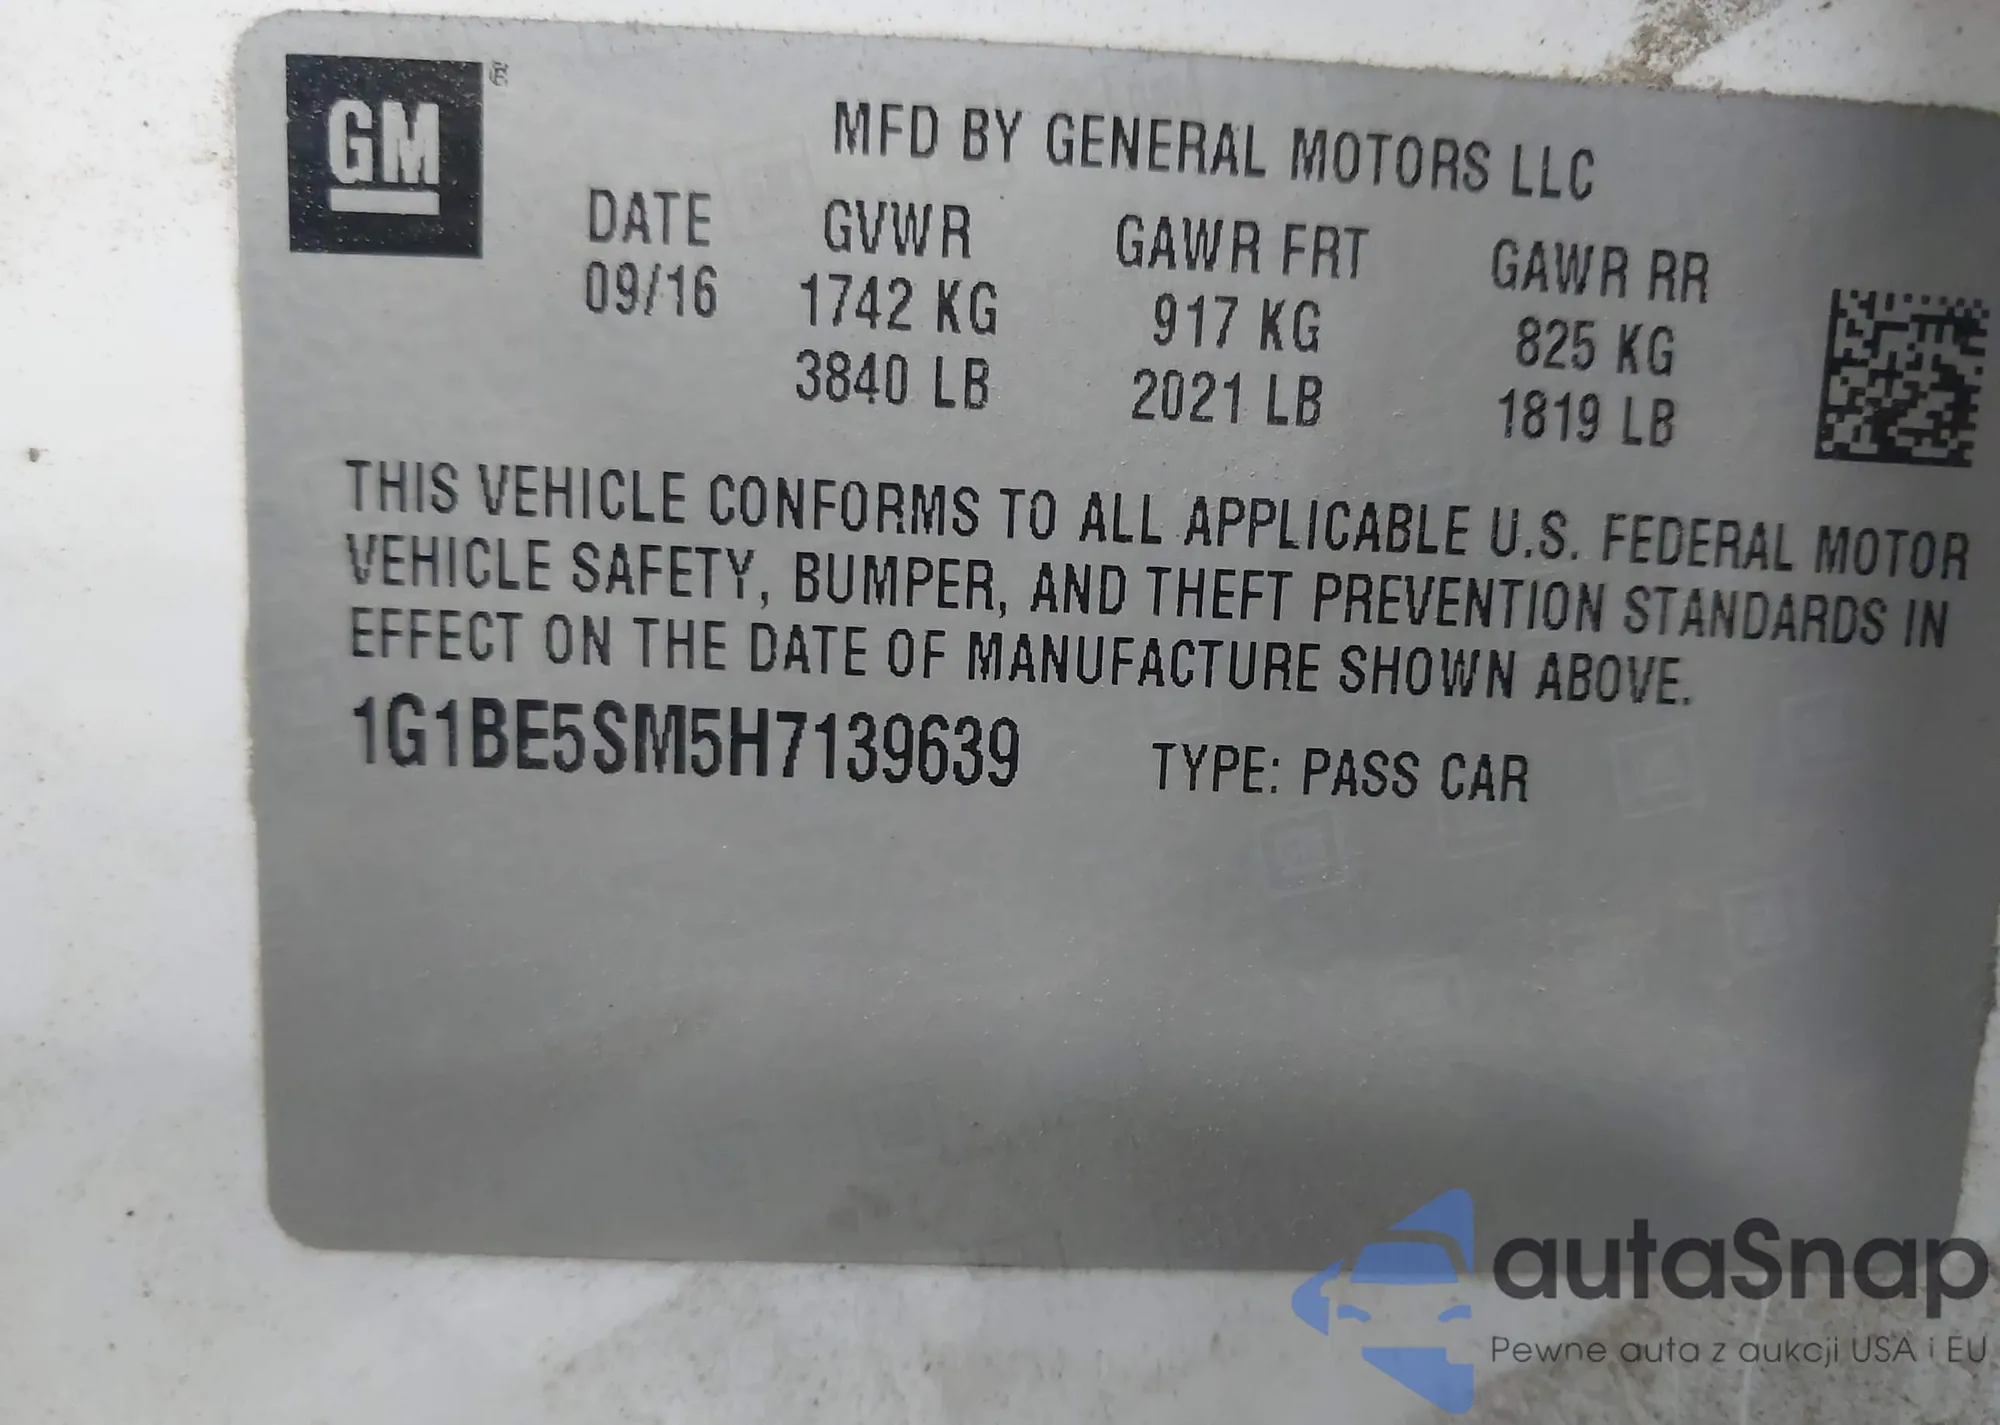 GM
MFD BY GENERAL MOTORS LLC
DATE GVWR GAWR FRT GAWR RR
09/16 1742 KG 917 KG 825 KG
3840 LB 2021 LB 1819 LB
THIS VEHICLE CONFORMS TO ALL APPLICABLE U.S. FEDERAL MOTOR
VEHICLE SAFETY, BUMPER, AND THEFT PREVENTION STANDARDS IN
EFFECT ON THE DATE OF MANUFACTURE SHOWN ABOVE.
1G1BE5SM5H7139639 TYPE: PASS CAR
autaSnap
Pewne auta z aukcji USA i EU